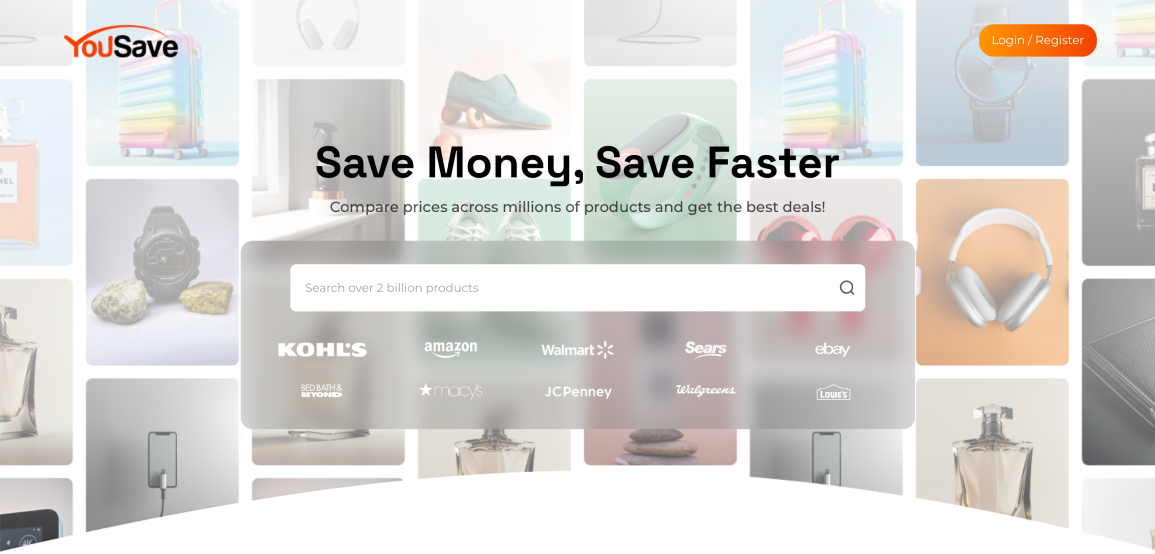 YouSave
Login / Register
Save Money, Save Faster
Compare prices across millions of products and get the best deals!
Search over 2 billion products
KOHL'S
amazon
Walmart
Sears
ebay
BED BATH &
BEYOND
macy's
JCPenney
Walgreens
LOWE'S